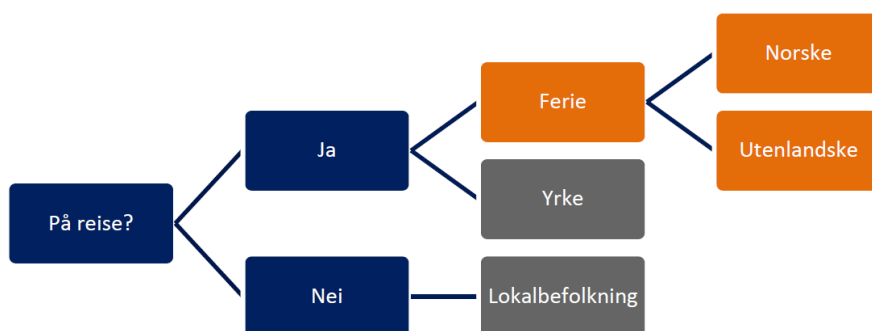 På reise?
Ja
Nei
Ferie
Yrke
Lokalbefolkning
Norske
Utenlandske